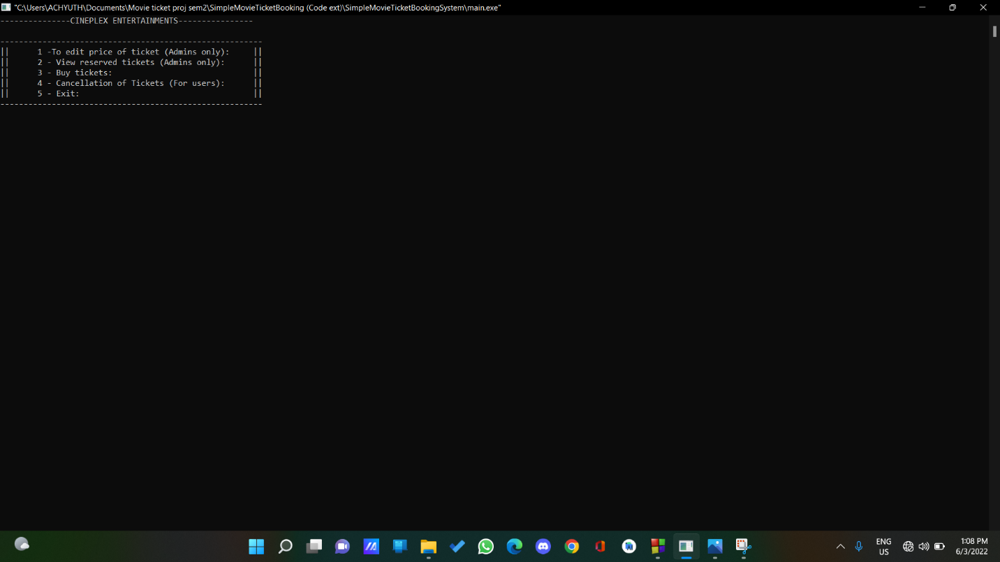 "C:\Users\ACHYUTH\Documents\Movie ticket proj sem2\SimpleMovieTicketBooking (Code ext)\SimpleMovieTicketBookingSystem\main.exe"
---------------CINEPLEX ENTERTAINMENTS----------------
--------------------------------------------------------
||      1 -To edit price of ticket (Admins only):     ||
||      2 - View reserved tickets (Admins only):      ||
||      3 - Buy tickets:                              ||
||      4 - Cancellation of Tickets (For users):      ||
||      5 - Exit:                                     ||
--------------------------------------------------------
ENG
US
1:08 PM
6/3/2022